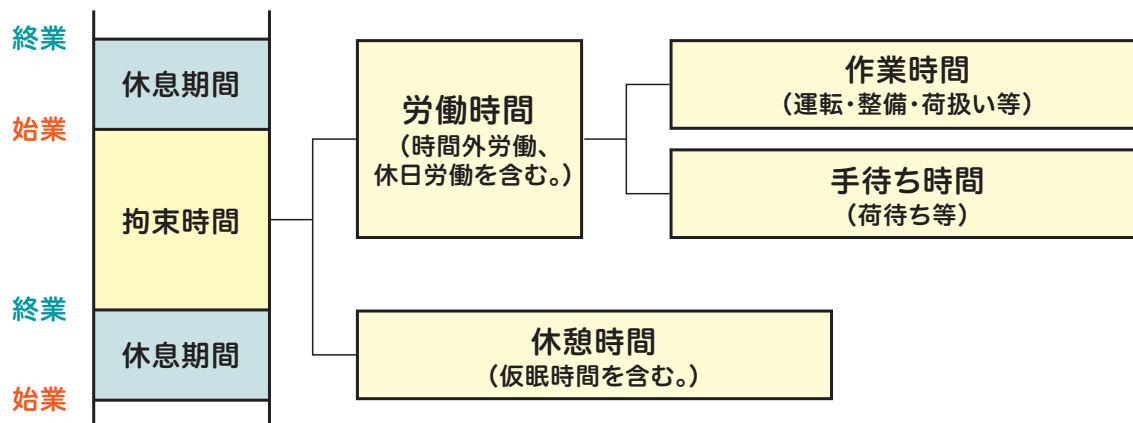 終業
休息期間
始業
拘束時間
終業
休息期間
始業
労働時間
（時間外労働、
休日労働を含む。）
作業時間
（運転・整備・荷扱い等）
手待ち時間
（荷待ち等）
休憩時間
（仮眠時間を含む。）